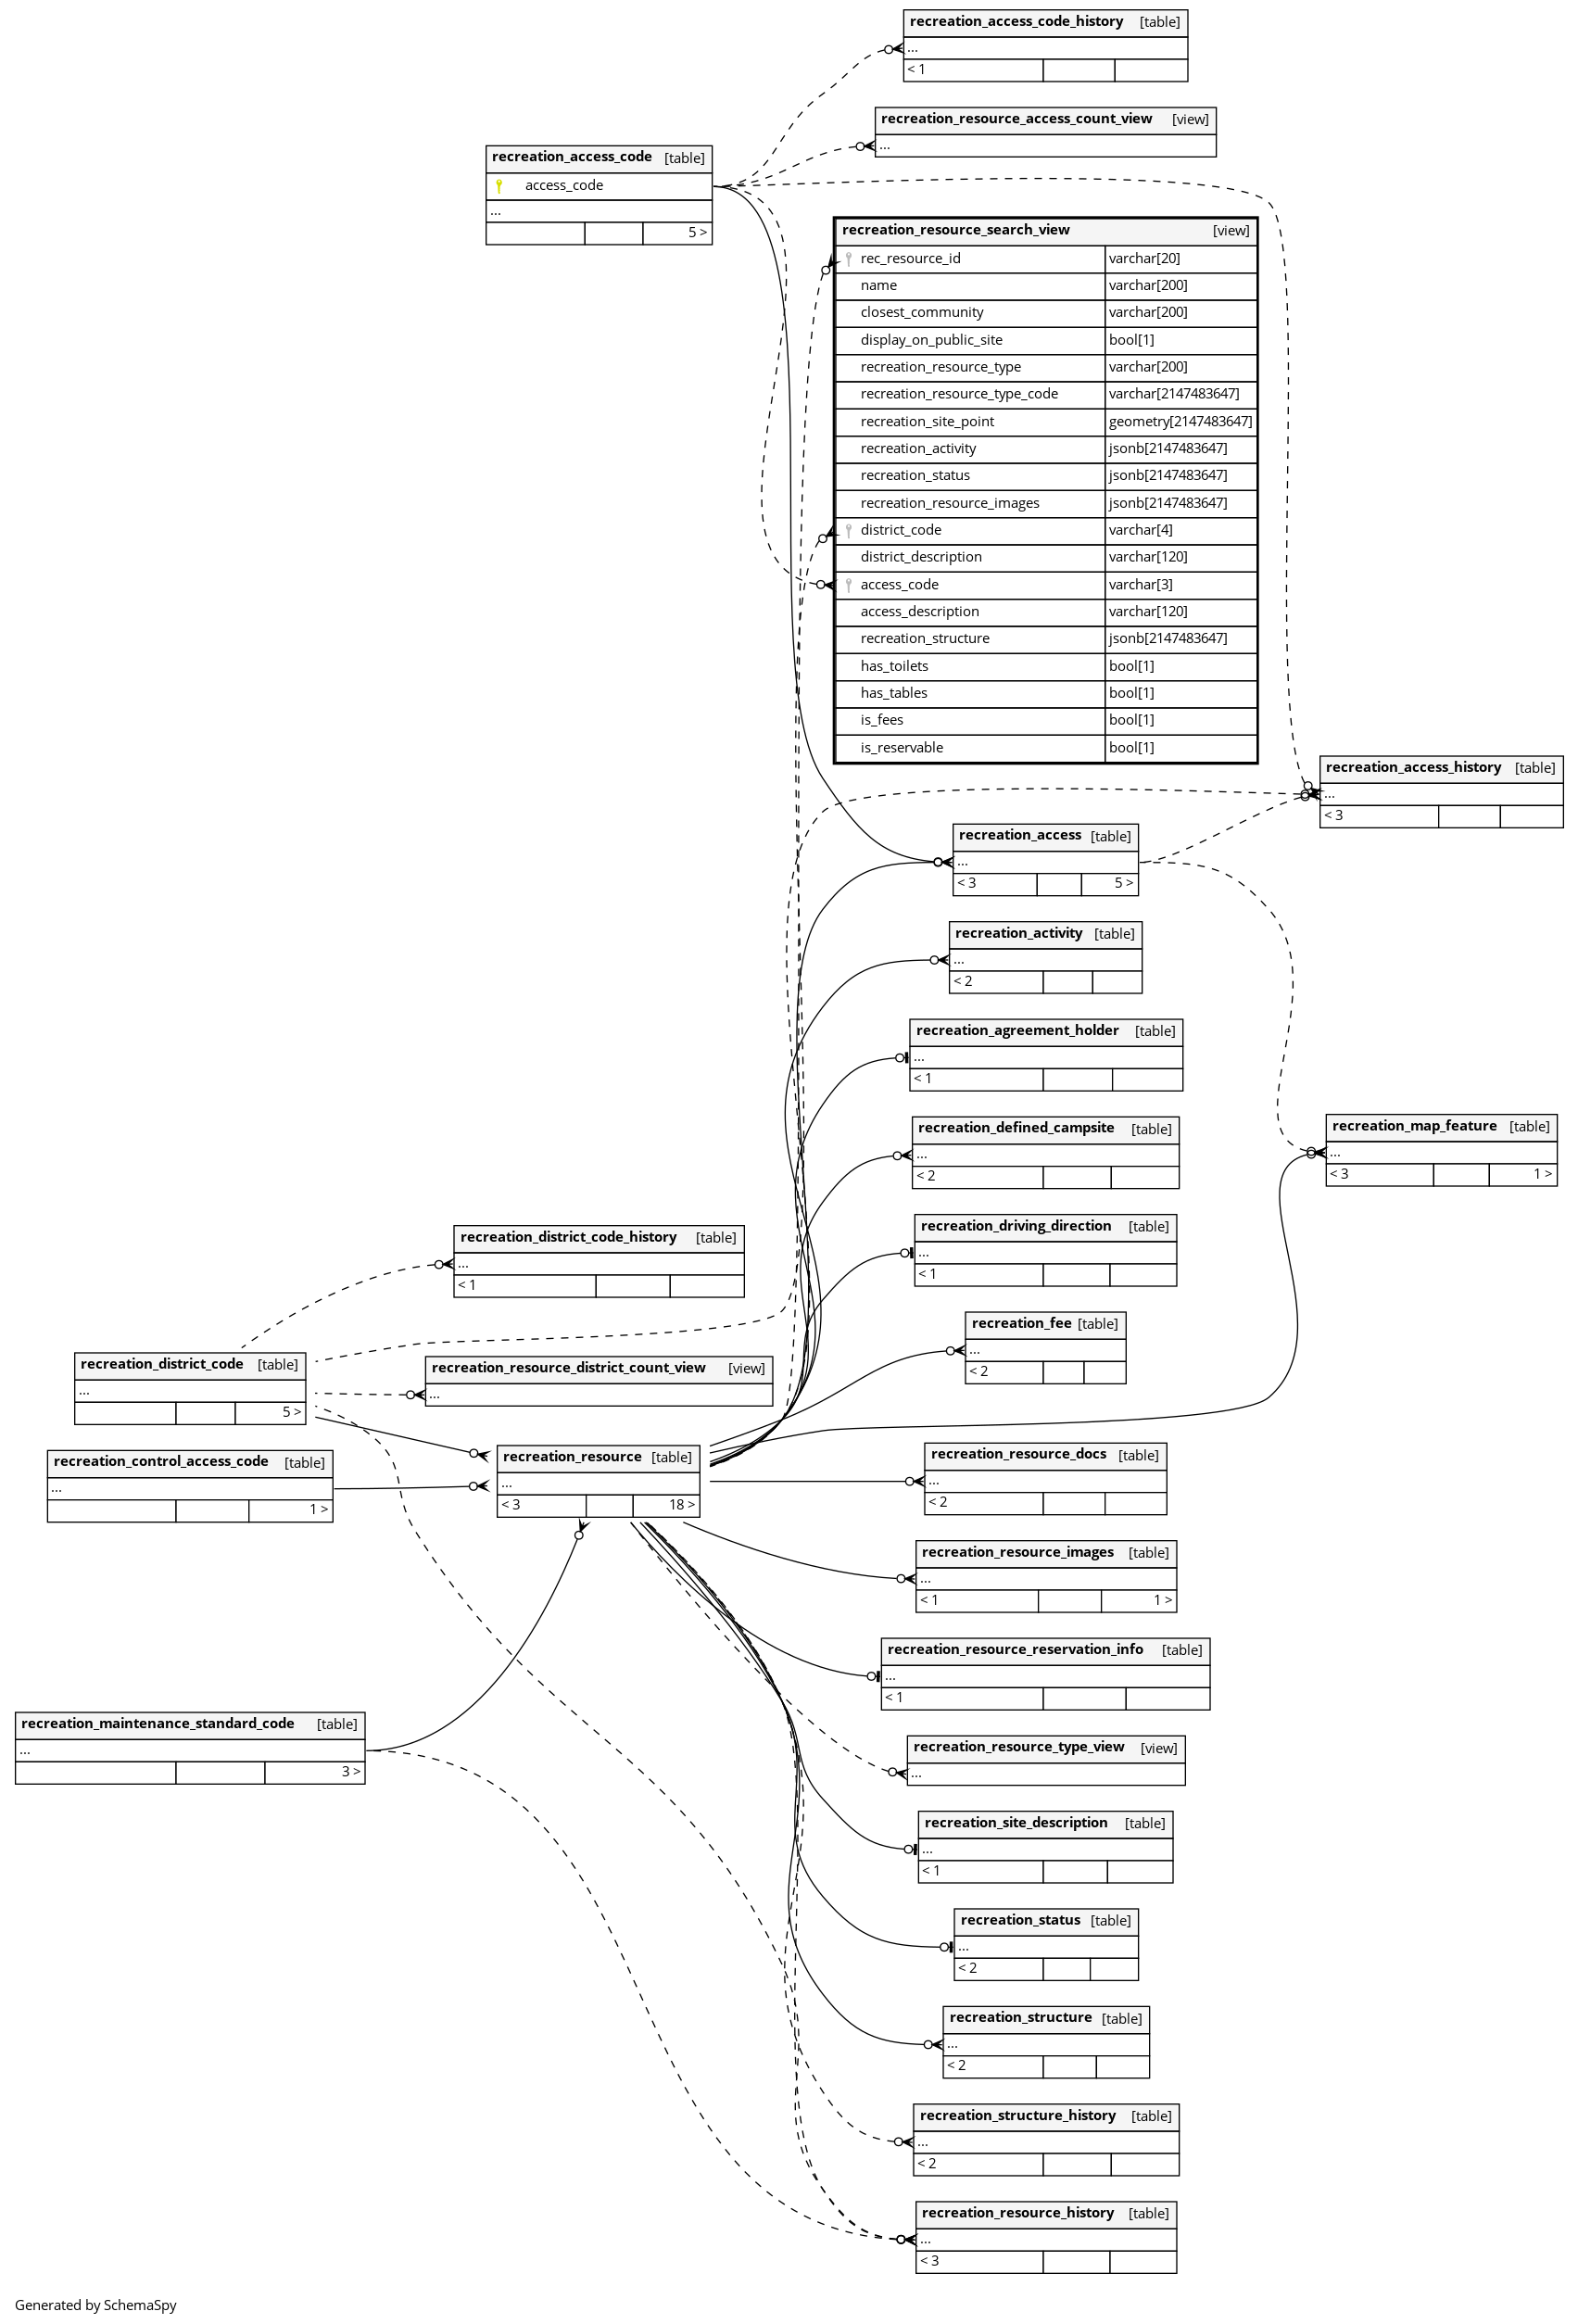 recreation_access_code_history [table]
...
< 1
recreation_resource_access_count_view [view]
...
recreation_access_code [table]
access_code
...
5 >
recreation_resource_search_view [view]
rec_resource_id varchar[20]
name varchar[200]
closest_community varchar[200]
display_on_public_site bool[1]
recreation_resource_type varchar[200]
recreation_resource_type_code varchar[2147483647]
recreation_site_point geometry[2147483647]
recreation_activity jsonb[2147483647]
recreation_status jsonb[2147483647]
recreation_resource_images jsonb[2147483647]
district_code varchar[4]
district_description varchar[120]
access_code varchar[3]
access_description varchar[120]
recreation_structure jsonb[2147483647]
has_toilets bool[1]
has_tables bool[1]
is_fees bool[1]
is_reservable bool[1]
recreation_access_history [table]
...
< 3
recreation_access [table]
...
< 3 5 >
recreation_activity [table]
...
< 2
recreation_agreement_holder [table]
...
< 1
recreation_defined_campsite [table]
...
< 2
recreation_map_feature [table]
...
< 3 1 >
recreation_driving_direction [table]
...
< 1
recreation_district_code_history [table]
...
< 1
recreation_fee [table]
...
< 2
recreation_district_code [table]
...
5 >
recreation_resource_district_count_view [view]
...
recreation_control_access_code [table]
...
1 >
recreation_resource [table]
...
< 3 18 >
recreation_resource_docs [table]
...
< 2
recreation_resource_images [table]
...
< 1 1 >
recreation_resource_reservation_info [table]
...
< 1
recreation_maintenance_standard_code [table]
...
3 >
recreation_resource_type_view [view]
...
recreation_site_description [table]
...
< 1
recreation_status [table]
...
< 2
recreation_structure [table]
...
< 2
recreation_structure_history [table]
...
< 2
recreation_resource_history [table]
...
< 3
Generated by SchemaSpy